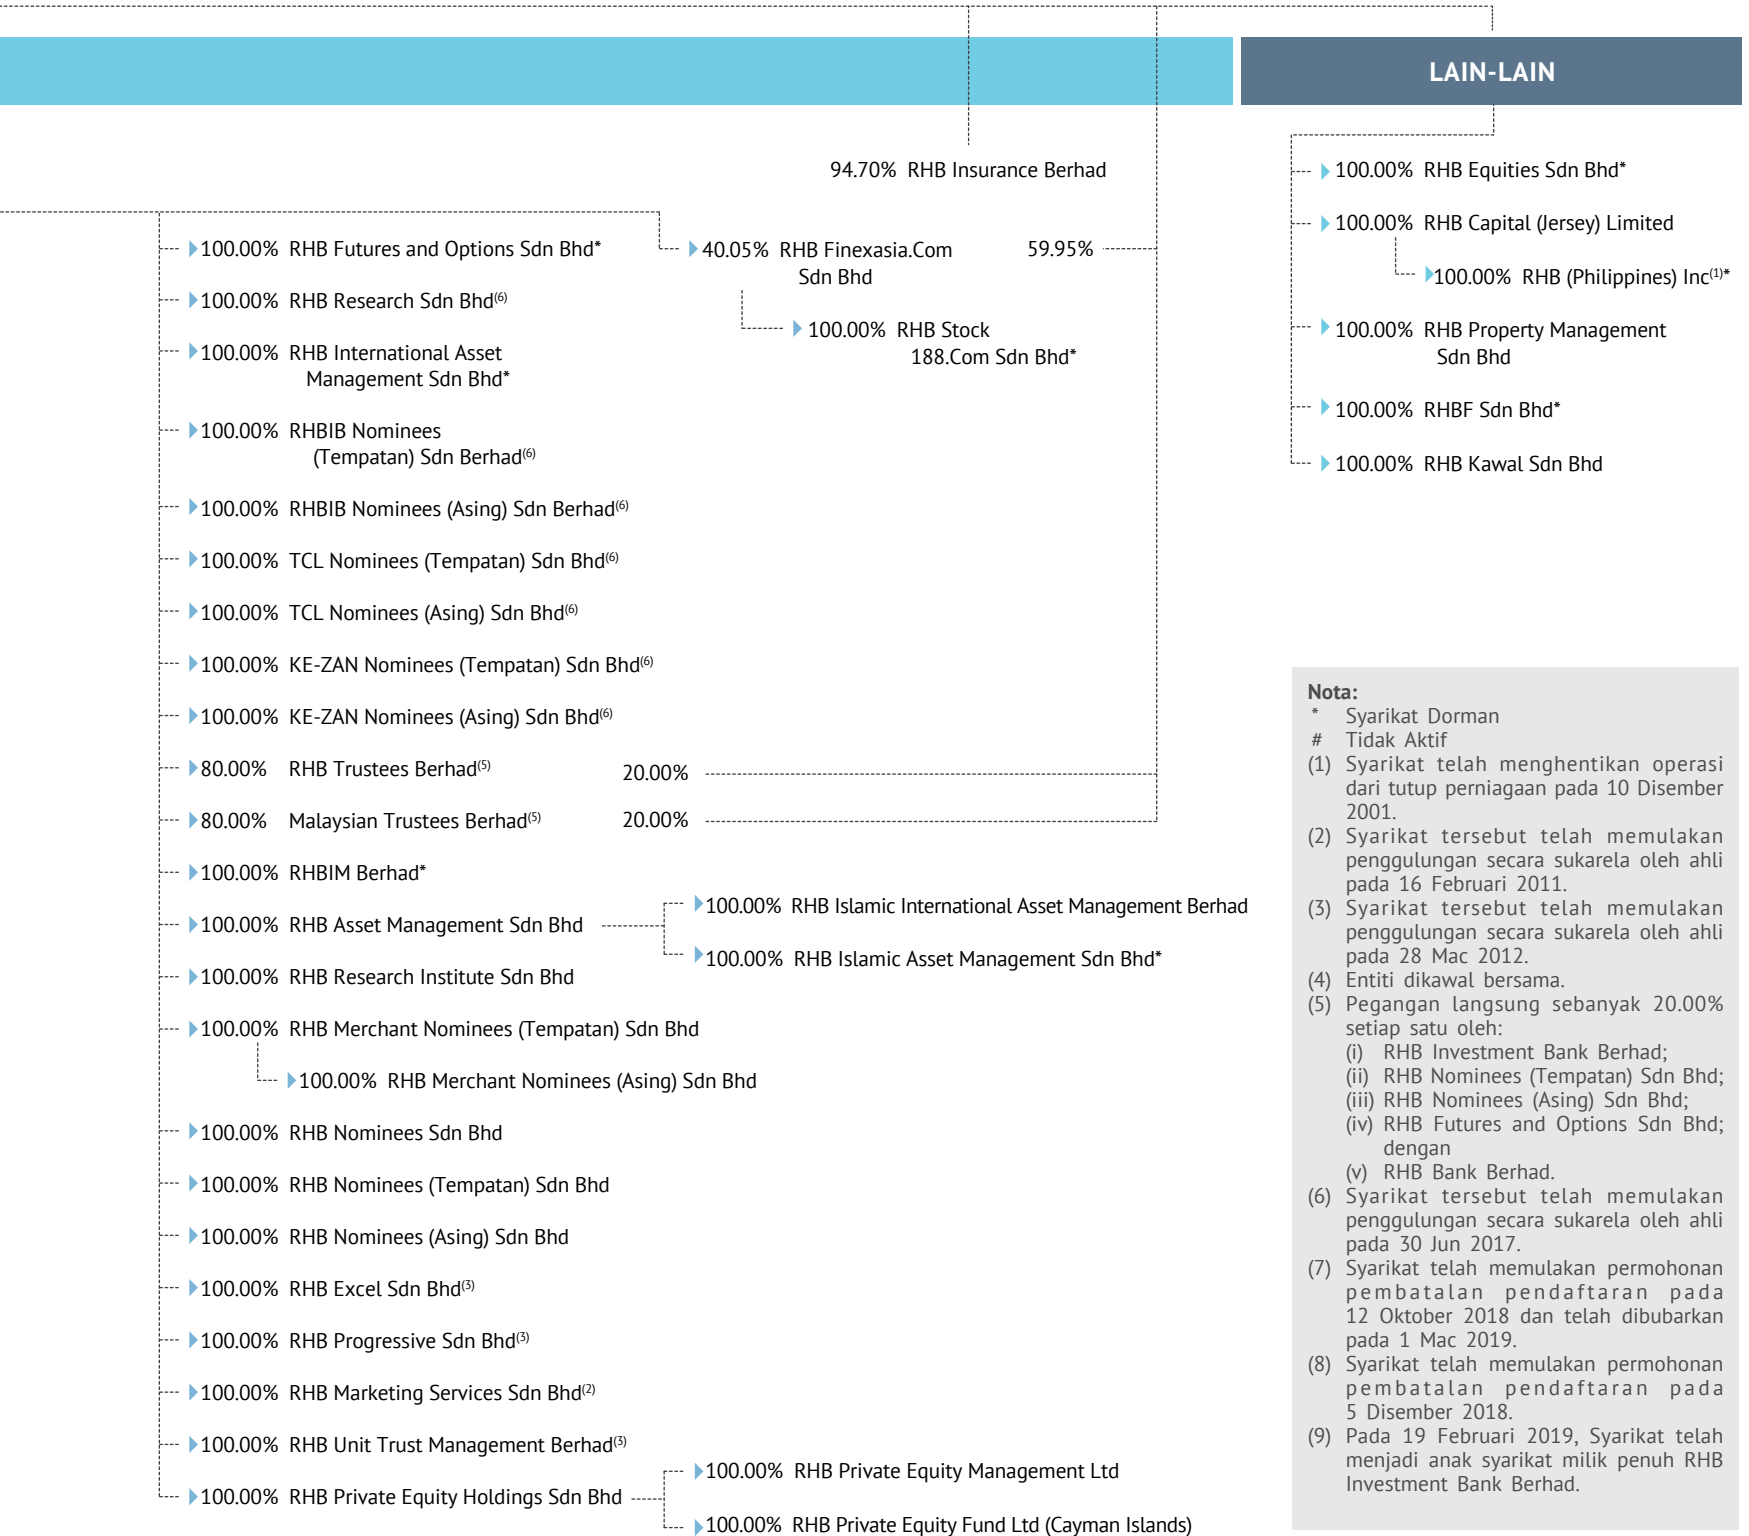 LAIN-LAIN
94.70% RHB Insurance Berhad
100.00% RHB Futures and Options Sdn Bhd*
100.00% RHB Research Sdn Bhd(6)
100.00% RHB International Asset
Management Sdn Bhd*
100.00% RHBIB Nominees
(Tempatan) Sdn Berhad(6)
100.00% RHBIB Nominees (Asing) Sdn Berhad(6)
100.00% TCL Nominees (Tempatan) Sdn Bhd(6)
100.00% TCL Nominees (Asing) Sdn Bhd(6)
100.00% KE-ZAN Nominees (Tempatan) Sdn Bhd(6)
100.00% KE-ZAN Nominees (Asing) Sdn Bhd(6)
80.00% RHB Trustees Berhad(5) 20.00%
80.00% Malaysian Trustees Berhad(5) 20.00%
100.00% RHBIM Berhad*
100.00% RHB Asset Management Sdn Bhd
100.00% RHB Islamic International Asset Management Berhad
100.00% RHB Islamic Asset Management Sdn Bhd*
100.00% RHB Research Institute Sdn Bhd
100.00% RHB Merchant Nominees (Tempatan) Sdn Bhd
100.00% RHB Merchant Nominees (Asing) Sdn Bhd
100.00% RHB Nominees Sdn Bhd
100.00% RHB Nominees (Tempatan) Sdn Bhd
100.00% RHB Nominees (Asing) Sdn Bhd
100.00% RHB Excel Sdn Bhd(3)
100.00% RHB Progressive Sdn Bhd(3)
100.00% RHB Marketing Services Sdn Bhd(2)
100.00% RHB Unit Trust Management Berhad(3)
100.00% RHB Private Equity Holdings Sdn Bhd
100.00% RHB Private Equity Management Ltd
100.00% RHB Private Equity Fund Ltd (Cayman Islands)
40.05% RHB Finexasia.Com 59.95%
Sdn Bhd
100.00% RHB Stock
188.Com Sdn Bhd*
100.00% RHB Equities Sdn Bhd*
100.00% RHB Capital (Jersey) Limited
100.00% RHB (Philippines) Inc(1)*
100.00% RHB Property Management
Sdn Bhd
100.00% RHBF Sdn Bhd*
100.00% RHB Kawal Sdn Bhd
Nota:
* Syarikat Dorman
# Tidak Aktif
(1) Syarikat telah menghentikan operasi
dari tutup perniagaan pada 10 Disember
2001.
(2) Syarikat tersebut telah memulakan
penggulungan secara sukarela oleh ahli
pada 16 Februari 2011.
(3) Syarikat tersebut telah memulakan
penggulungan secara sukarela oleh ahli
pada 28 Mac 2012.
(4) Entiti dikawal bersama.
(5) Pegangan langsung sebanyak 20.00%
setiap satu oleh:
(i) RHB Investment Bank Berhad;
(ii) RHB Nominees (Tempatan) Sdn Bhd;
(iii) RHB Nominees (Asing) Sdn Bhd;
(iv) RHB Futures and Options Sdn Bhd;
dengan
(v) RHB Bank Berhad.
(6) Syarikat tersebut telah memulakan
penggulungan secara sukarela oleh ahli
pada 30 Jun 2017.
(7) Syarikat telah memulakan permohonan
pembatalan pendaftaran pada
12 Oktober 2018 dan telah dibubarkan
pada 1 Mac 2019.
(8) Syarikat telah memulakan permohonan
pembatalan pendaftaran pada
5 Disember 2018.
(9) Pada 19 Februari 2019, Syarikat telah
menjadi anak syarikat milik penuh RHB
Investment Bank Berhad.